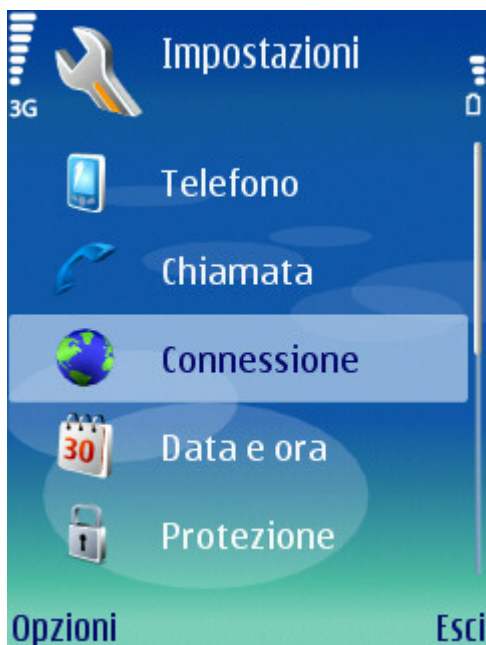 Impostazioni
3G
Telefono
Chiamata
Connessione
30
Data e ora
Protezione
Opzioni Esci